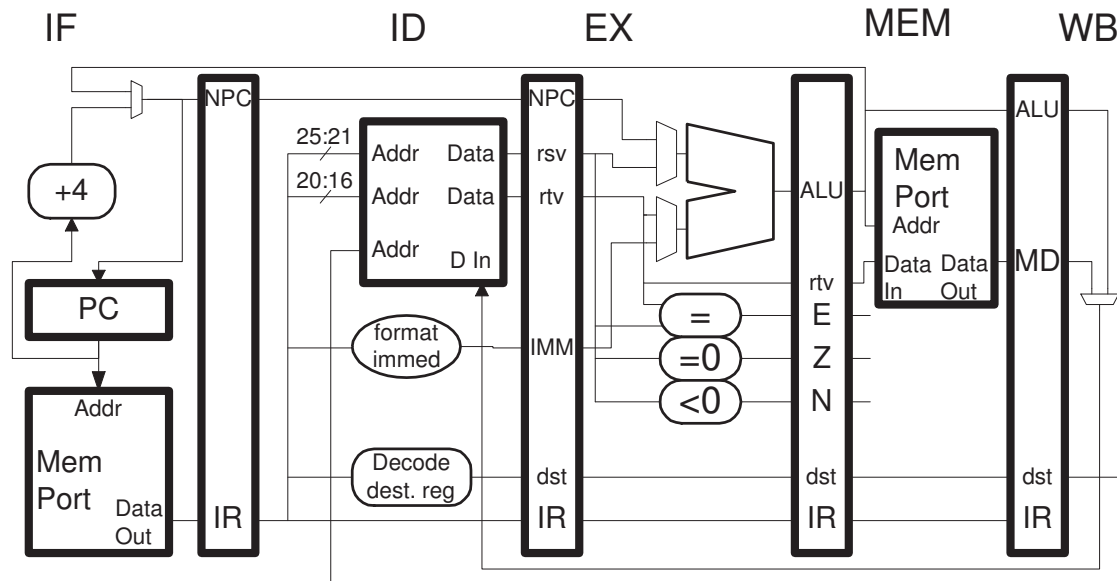 IF ID EX MEM WB
NPC NPC ALU
25:21
Addr Data rsv
20:16
Addr Data rtv
Addr
D In
+4
PC
Addr
Mem
Port
Data
Out
IR
format
immed
IMM
Decode
dest. reg
dst
IR
=
=0
<0
ALU
rtv
E
Z
N
dst
IR
Mem
Port
Addr
Data
In
Data
Out
MD
dst
IR